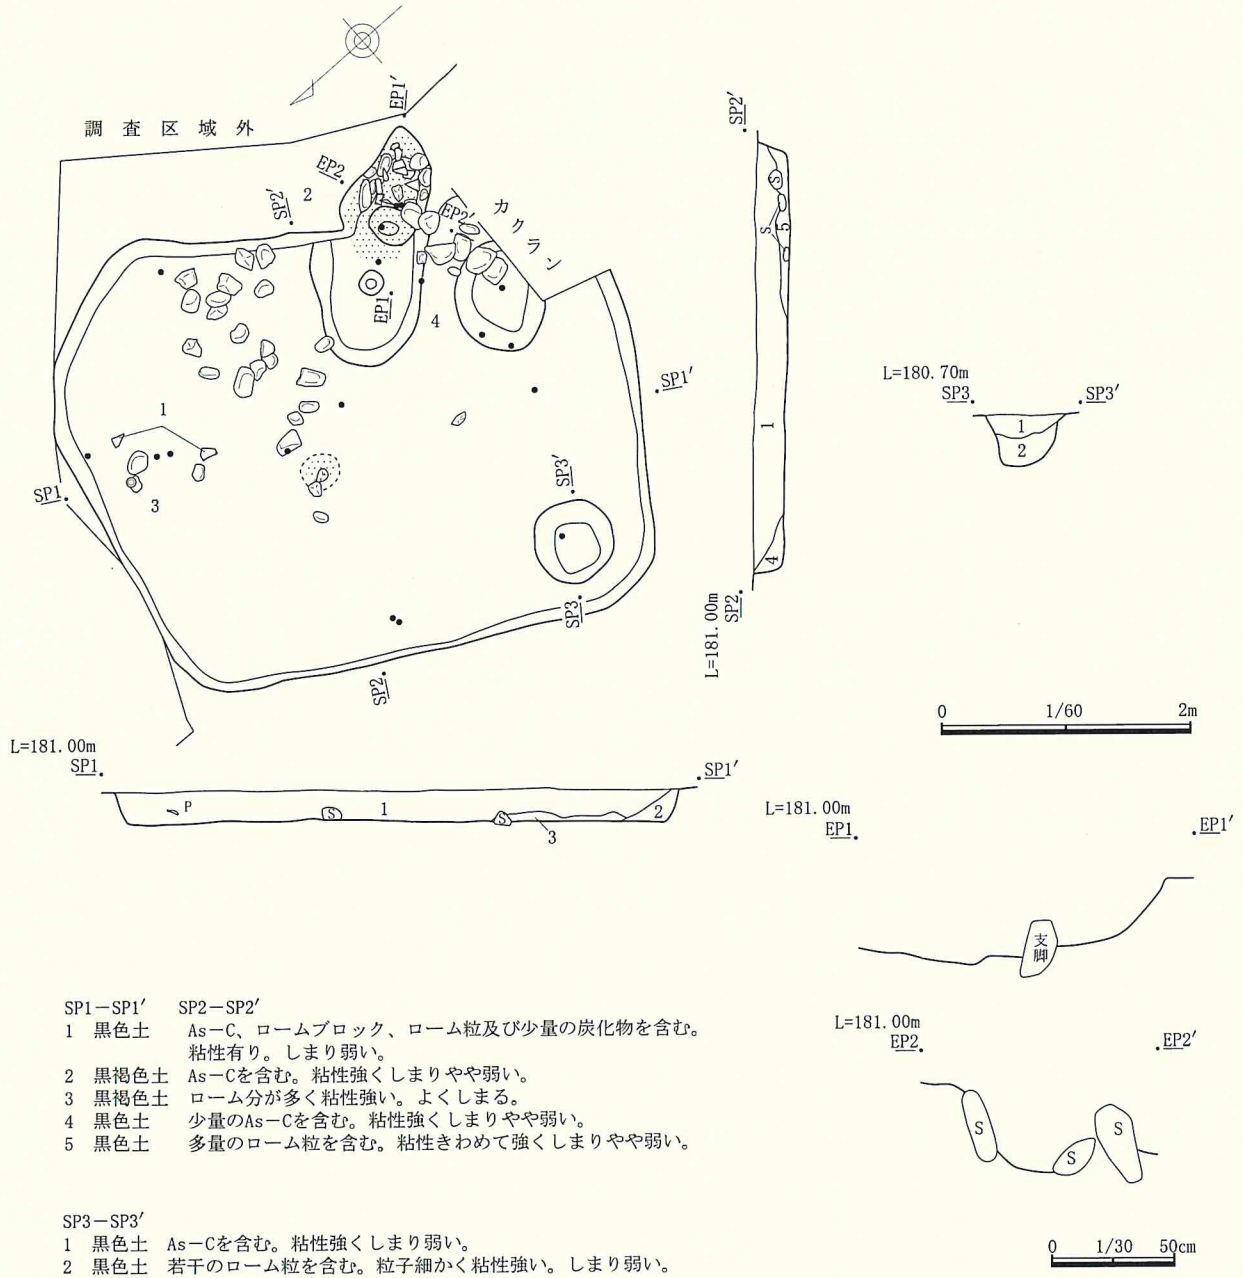 調査区域外
EP1′
EP2
2
SP2′
EP2′
カクラン
EP1
4
SP1′
1
3
SP1
SP3′
SP3
SP2
SP2′
S
S
5
1
4
L=181.00m
SP2
L=180.70m
SP3
SP3′
1
2
0 1/60 2m
L=181.00m
SP1
SP1′
P
S
1
S
2
3
L=181.00m
EP1
EP1′
支脚
L=181.00m
EP2
EP2′
S
S
S
0 1/30 50cm
SP1−SP1′ SP2−SP2′
1 黒色土 As−C、ロームブロック、ローム粒及び少量の炭化物を含む。
粘性有り。しまり弱い。
2 黒褐色土 As−Cを含む。粘性強くしまりやや弱い。
3 黒褐色土 ローム分が多く粘性強い。よくしまる。
4 黒色土 少量のAs−Cを含む。粘性強くしまりやや弱い。
5 黒色土 多量のローム粒を含む。粘性きわめて強くしまりやや弱い。
SP3−SP3′
1 黒色土 As−Cを含む。粘性強くしまり弱い。
2 黒色土 若干のローム粒を含む。粒子細かく粘性強い。しまり弱い。